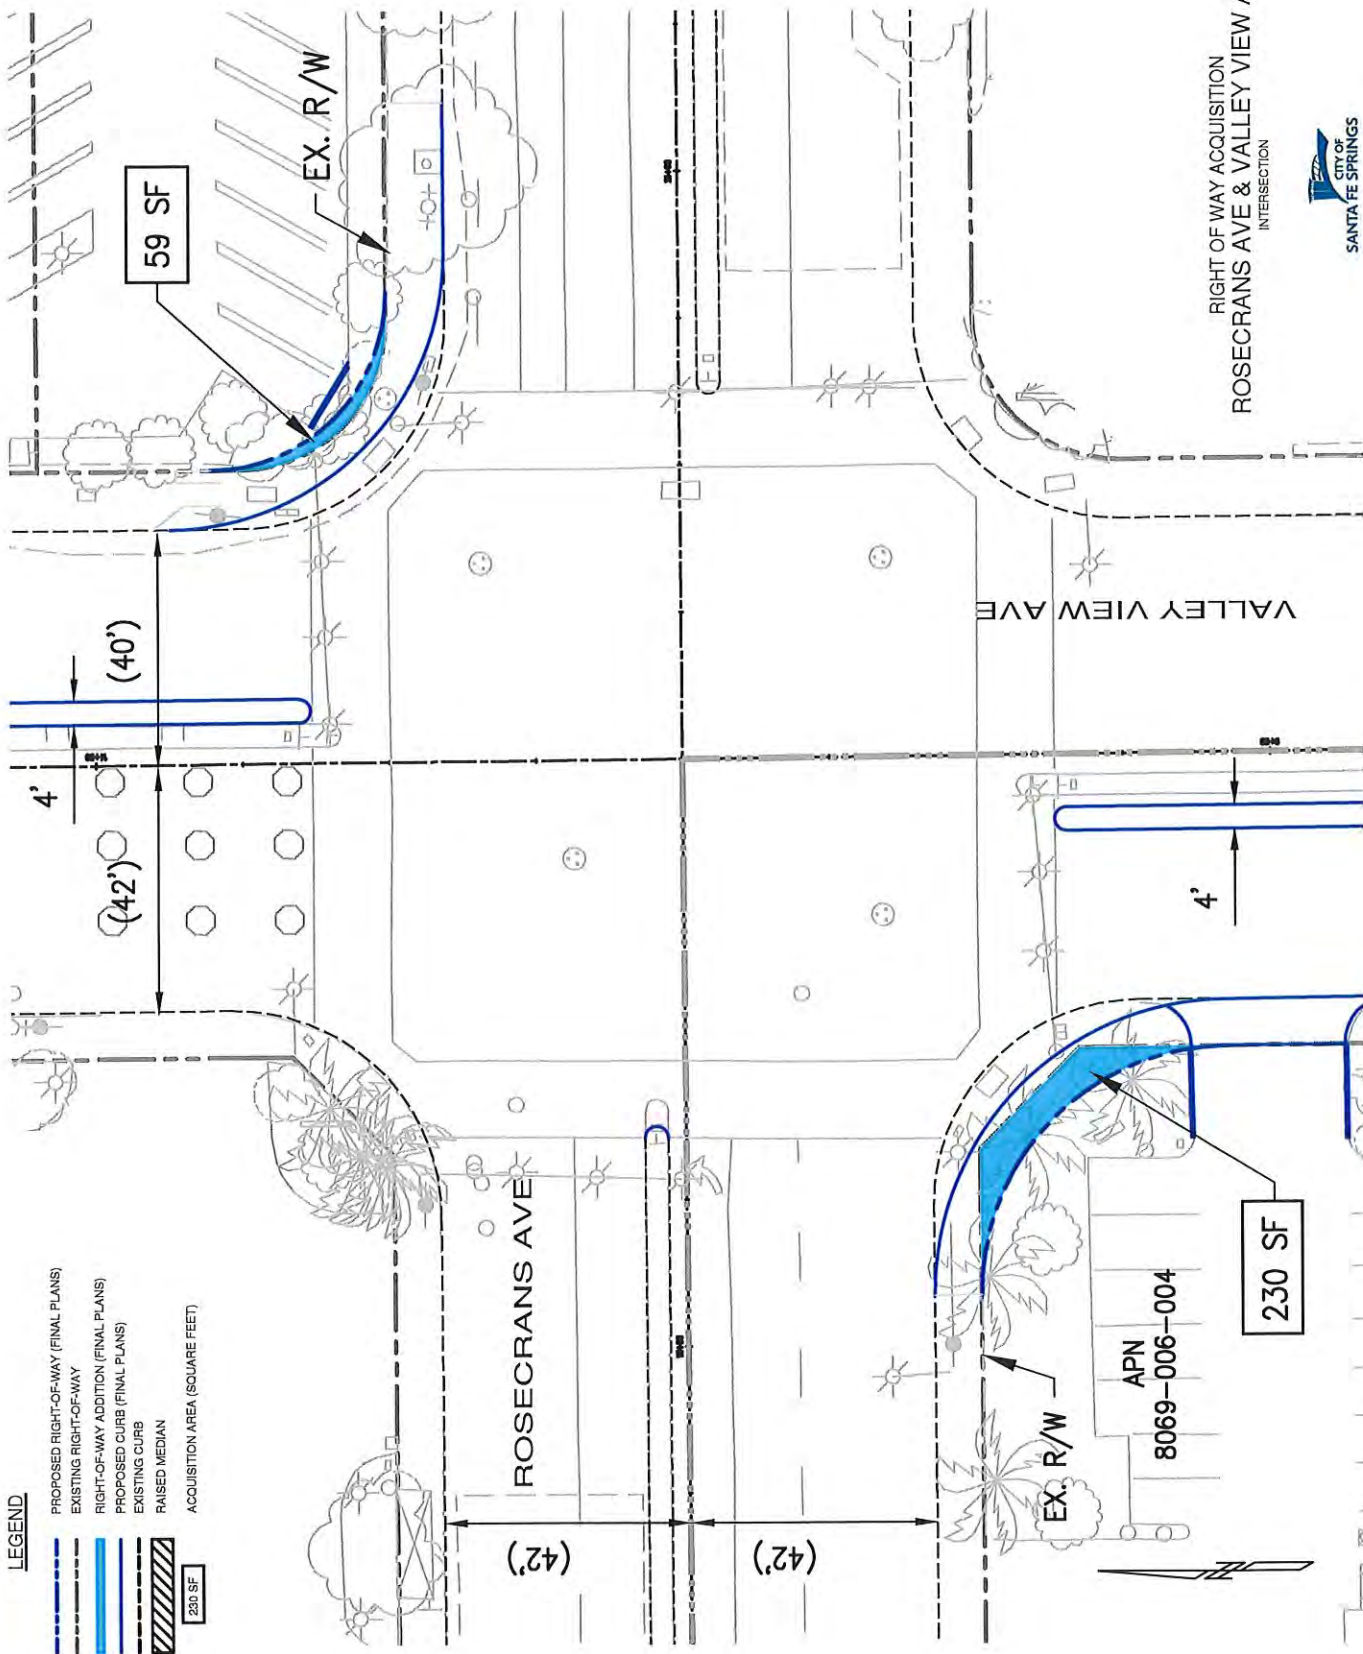 LEGEND
PROPOSED RIGHT-OF-WAY (FINAL PLANS)
EXISTING RIGHT-OF-WAY
RIGHT-OF-WAY ADDITION (FINAL PLANS)
PROPOSED CURB (FINAL PLANS)
EXISTING CURB
RAISED MEDIAN
230 SF
ACQUISITION AREA (SQUARE FEET)
59 SF
EX. R/W
4'
(40')
(42')
ROSECRANS AVE
(42')
(42')
VALLEY VIEW AVE
4'
EX. R/W
APN
8069-006-004
230 SF
RIGHT OF WAY ACQUISITION
ROSECRANS AVE & VALLEY VIEW
INTERSECTION
CITY OF
SANTA FE SPRINGS